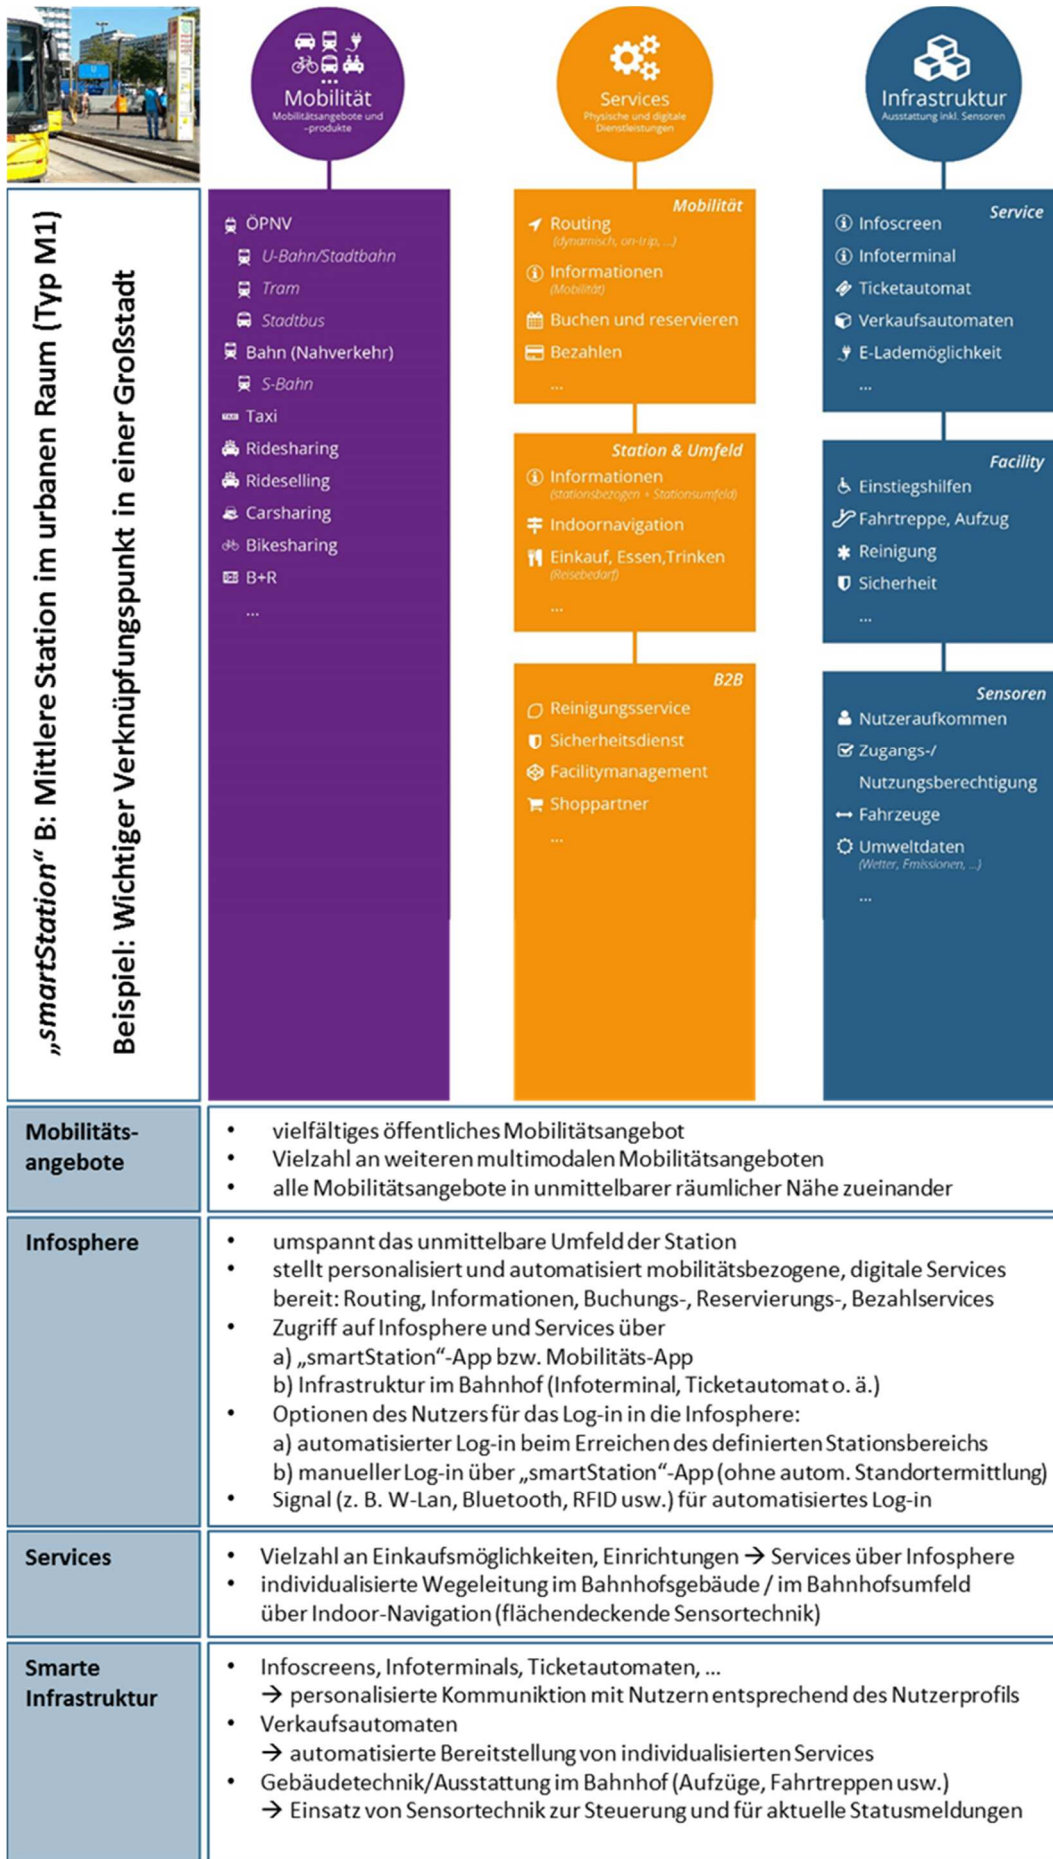 Mobilität
Mobilitätsangebote und
–produkte
Services
Physische und digitale
Dienstleistungen
Infrastruktur
Ausstattung inkl. Sensoren
„smartStation“ B: Mittlere Station im urbanen Raum (Typ M1)
Beispiel: Wichtiger Verknüpfungspunkt in einer Großstadt
ÖPNV
U-Bahn/Stadtbahn
Tram
Stadtbus
Bahn (Nahverkehr)
S-Bahn
TAXI Taxi
Ridesharing
Rideselling
Carsharing
Bikesharing
B+R
...
Mobilität
Routing
(dynamisch, on-trip, ...)
Informationen
(Mobilität)
Buchen und reservieren
Bezahlen
...
Station & Umfeld
Informationen
(stationsbezogen + Stationsumfeld)
Indoornavigation
Einkauf, Essen,Trinken
(Reisebedarf)
...
B2B
Reinigungsservice
Sicherheitsdienst
Facilitymanagement
Shoppartner
...
Service
Infoscreen
Infoterminal
Ticketautomat
Verkaufsautomaten
E-Lademöglichkeit
...
Facility
Einstiegshilfen
Fahrtreppe, Aufzug
Reinigung
Sicherheit
...
Sensoren
Nutzeraufkommen
Zugangs-/
Nutzungsberechtigung
Fahrzeuge
Umweltdaten
(Wetter, Emissionen, ...)
...
Mobilitäts-
angebote
• vielfältiges öffentliches Mobilitätsangebot
• Vielzahl an weiteren multimodalen Mobilitätsangeboten
• alle Mobilitätsangebote in unmittelbarer räumlicher Nähe zueinander
Infosphere
• umspannt das unmittelbare Umfeld der Station
• stellt personalisiert und automatisiert mobilitätsbezogene, digitale Services
bereit: Routing, Informationen, Buchungs-, Reservierungs-, Bezahlservices
• Zugriff auf Infosphere und Services über
a) „smartStation“-App bzw. Mobilitäts-App
b) Infrastruktur im Bahnhof (Infoterminal, Ticketautomat o. ä.)
• Optionen des Nutzers für das Log-in in die Infosphere:
a) automatisierter Log-in beim Erreichen des definierten Stationsbereichs
b) manueller Log-in über „smartStation“-App (ohne autom. Standortermittlung)
• Signal (z. B. W-Lan, Bluetooth, RFID usw.) für automatisiertes Log-in
Services
• Vielzahl an Einkaufsmöglichkeiten, Einrichtungen → Services über Infosphere
• individualisierte Wegeleitung im Bahnhofsgebäude / im Bahnhofsumfeld
über Indoor-Navigation (flächendeckende Sensortechnik)
Smarte
Infrastruktur
• Infoscreens, Infoterminals, Ticketautomaten, ...
→ personalisierte Kommuniktion mit Nutzern entsprechend des Nutzerprofils
• Verkaufsautomaten
→ automatisierte Bereitstellung von individualisierten Services
• Gebäudetechnik/Ausstattung im Bahnhof (Aufzüge, Fahrtreppen usw.)
→ Einsatz von Sensortechnik zur Steuerung und für aktuelle Statusmeldungen